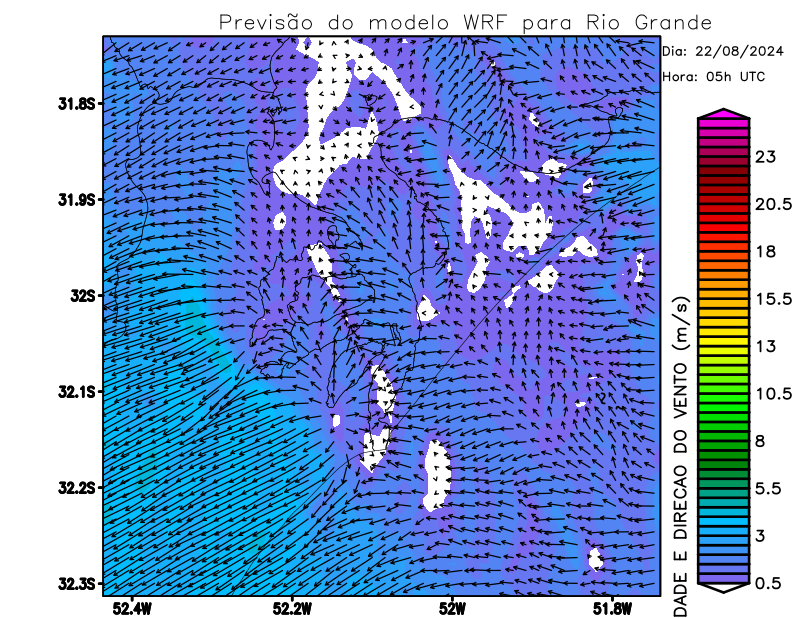 Previsão do modelo WRF para Rio Grande
Dia: 22/08/2024
Hora: 05h UTC
31.8S
31.9S
32S
32.1S
32.2S
32.3S
52.4W
52.2W
52W
51.8W
DADE E DIRECAO DO VENTO (m/s)
23
20.5
18
15.5
13
10.5
8
5.5
3
0.5